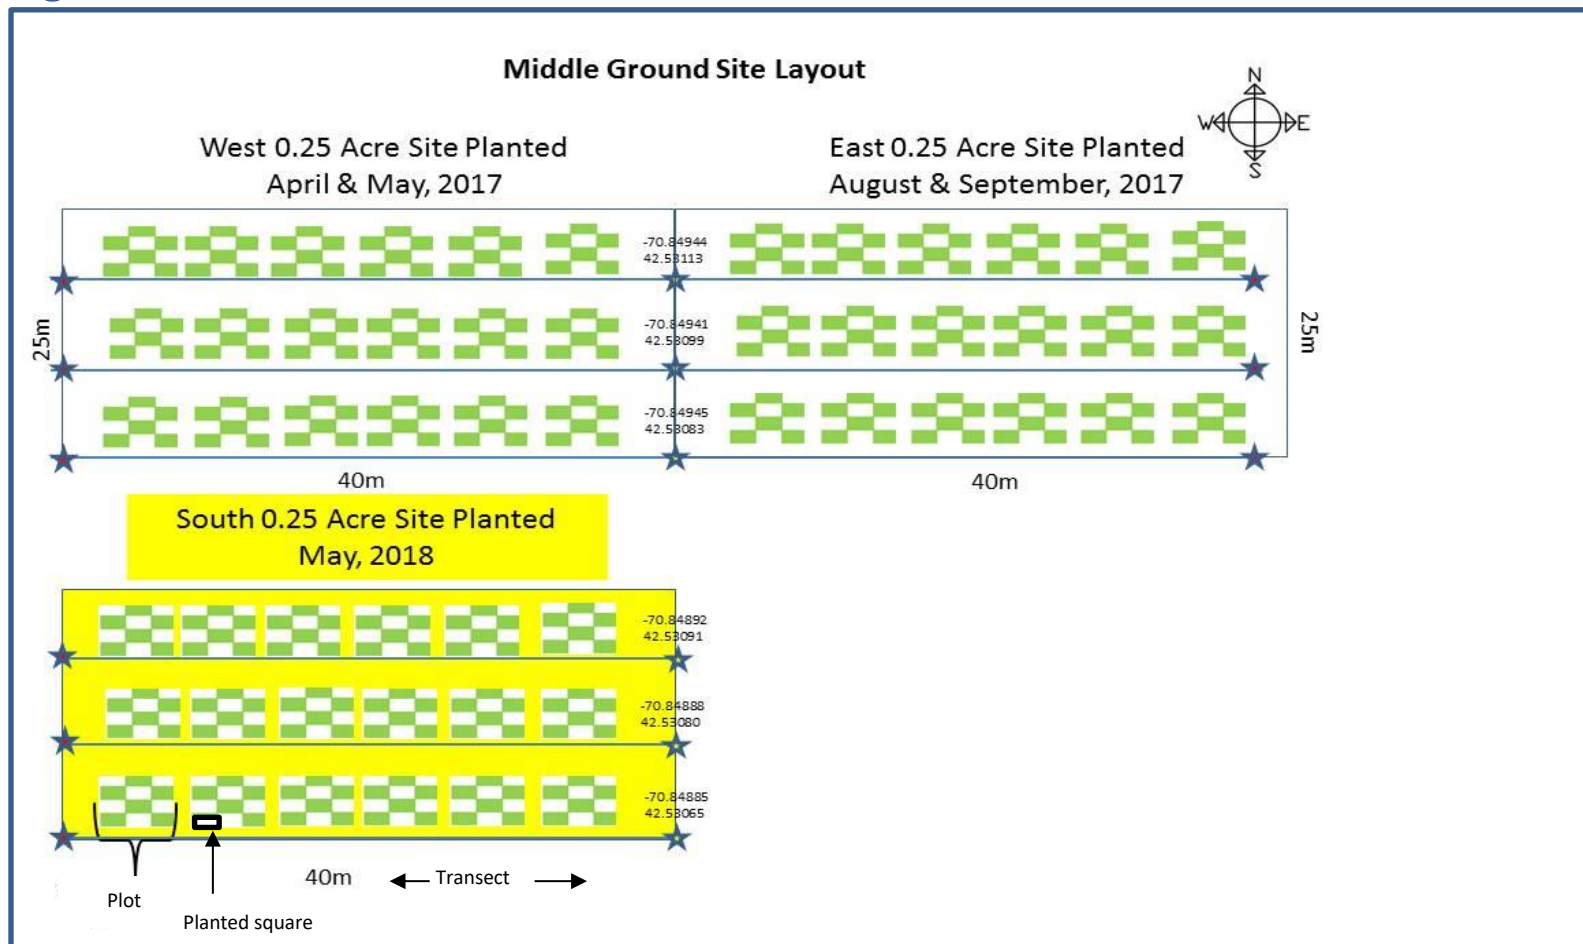 Middle Ground Site Layout
N
W E
S
West 0.25 Acre Site Planted
April & May, 2017
East 0.25 Acre Site Planted
August & September, 2017
-70.84944
42.53113
25m
-70.84941
42.53099
25m
-70.84945
42.53083
40m
40m
South 0.25 Acre Site Planted
May, 2018
-70.84892
42.53091
-70.84888
42.53080
-70.84885
42.53065
40m
Transect
Plot
Planted square